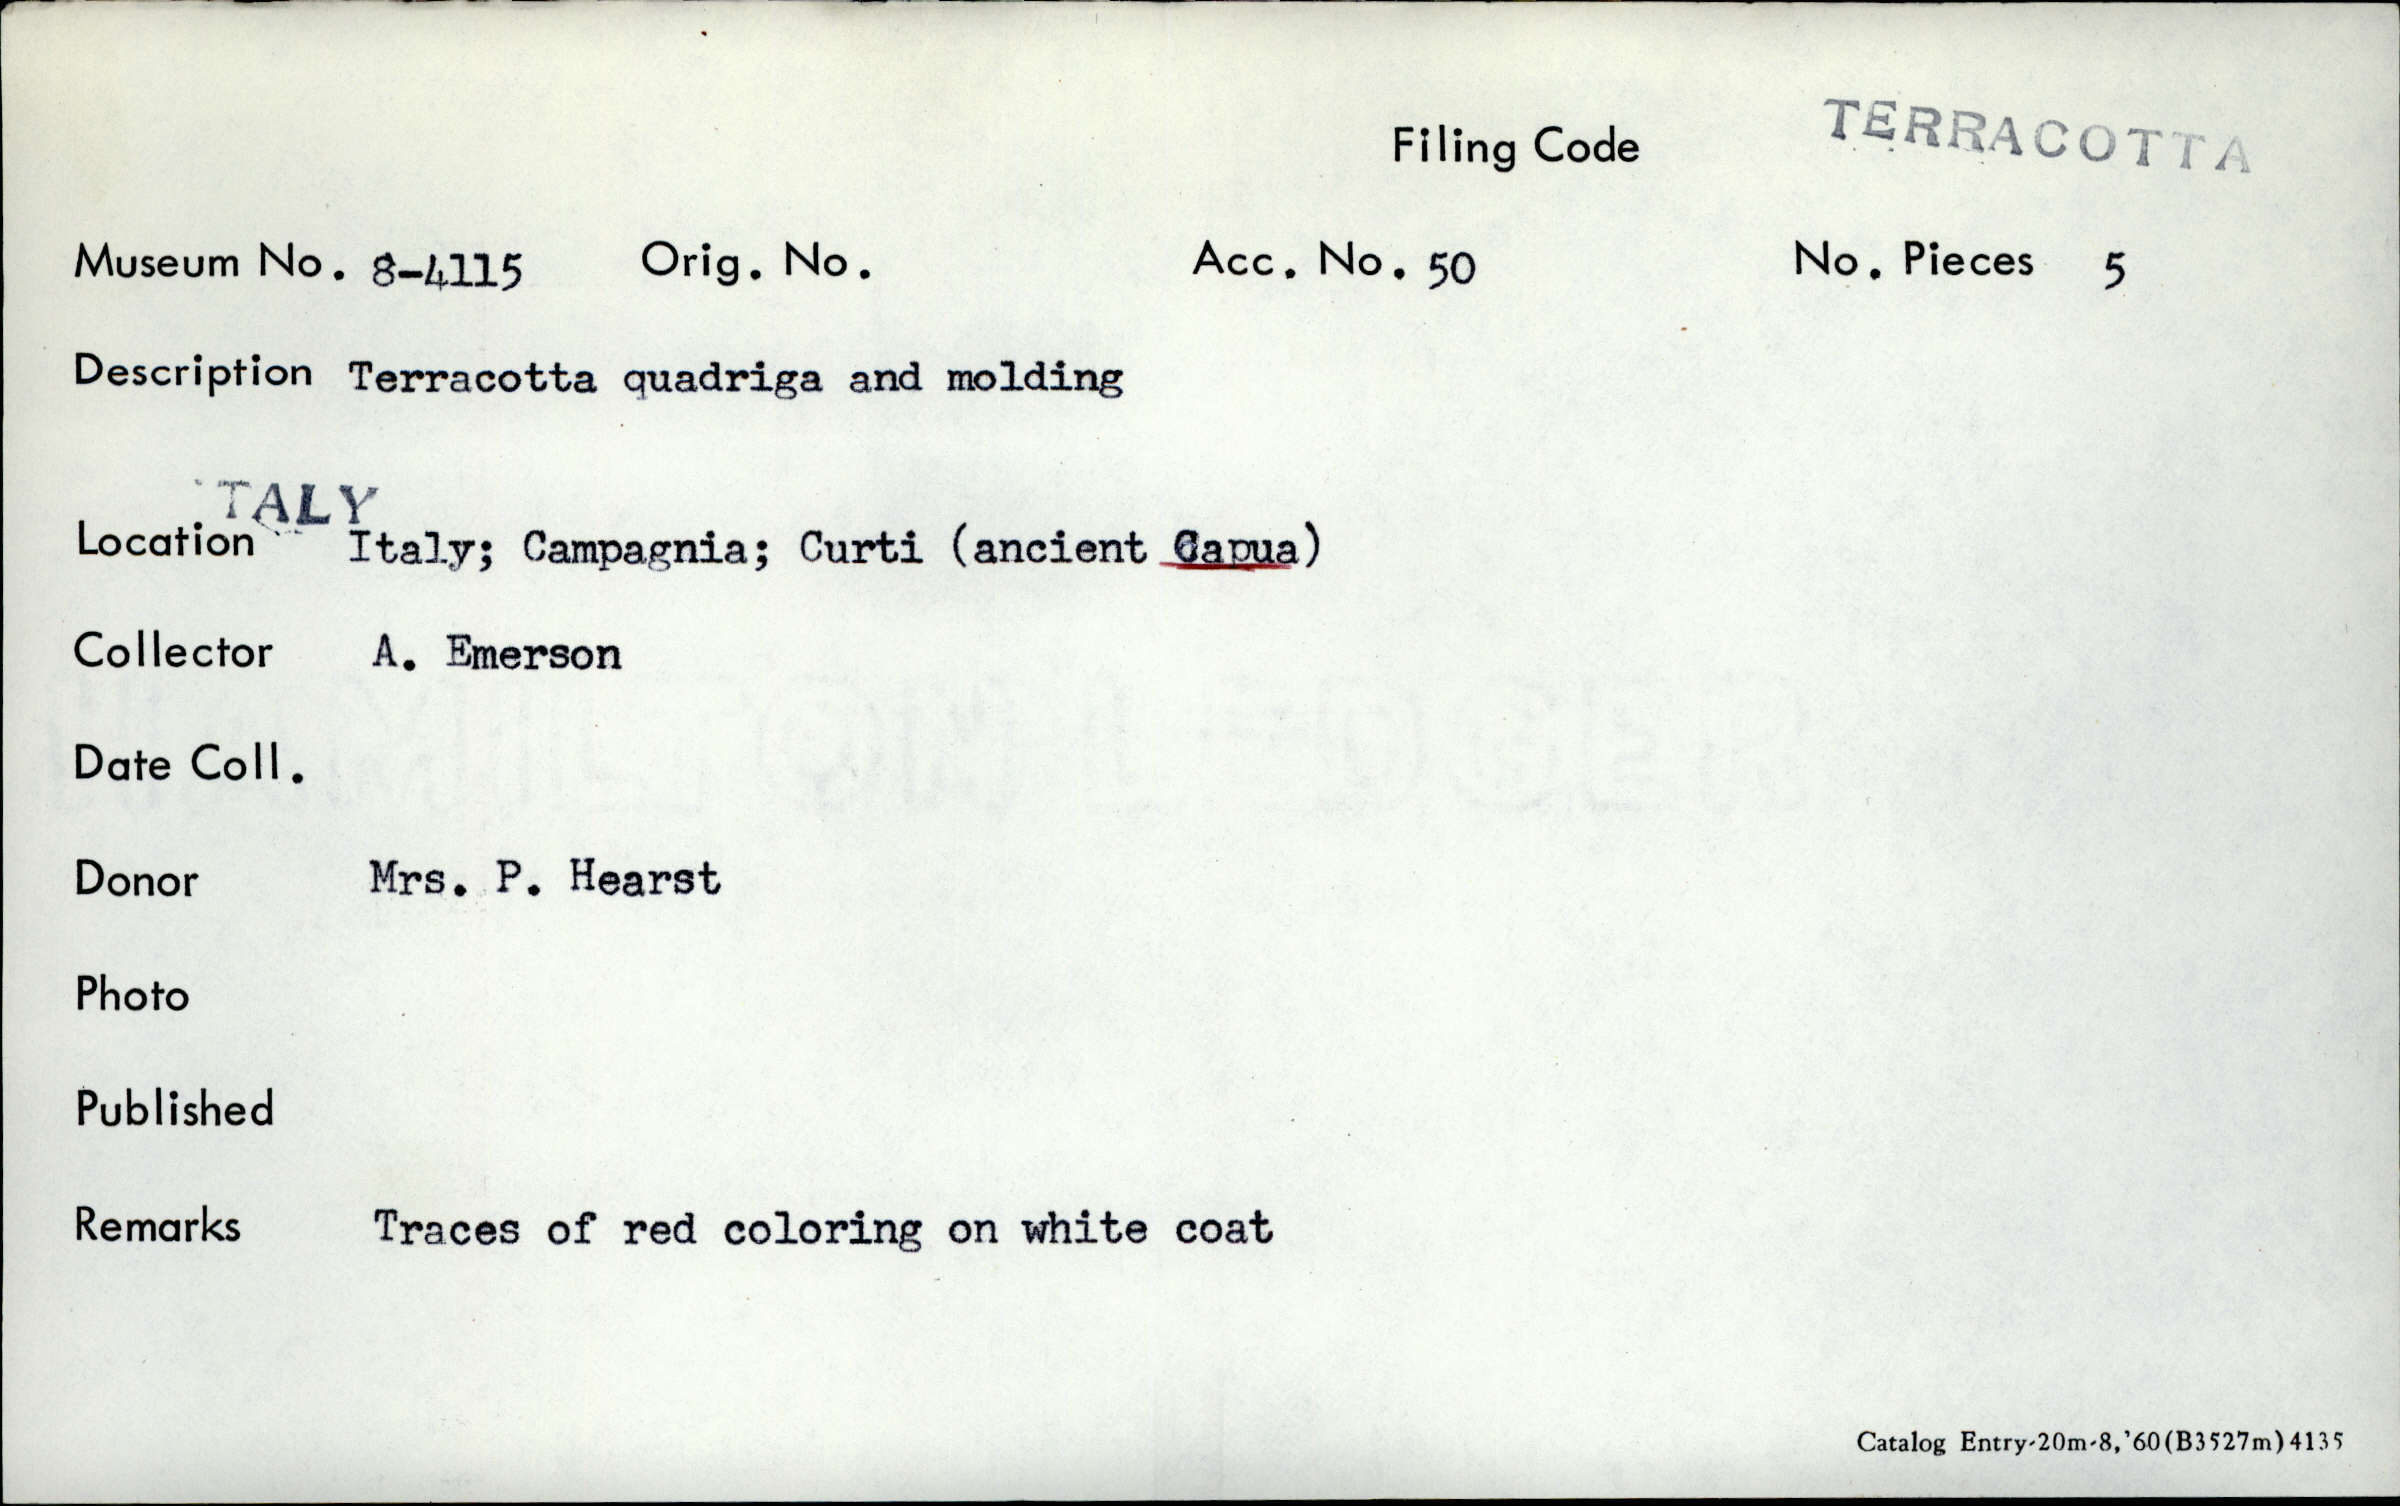 Filing Code TERRACOTTA
Museum No. 8-4115 Orig. No. Acc. No. 50 No. Pieces 5
Description Terracotta quadriga and molding
ITALY
Location Italy; Campagnia; Curti (ancient Capua)
Collector A. Emerson
Date Coll.
Donor Mrs. P. Hearst
Photo
Published
Remarks Traces of red coloring on white coat
Catalog Entry-20m-8,'60(B3527m)4135